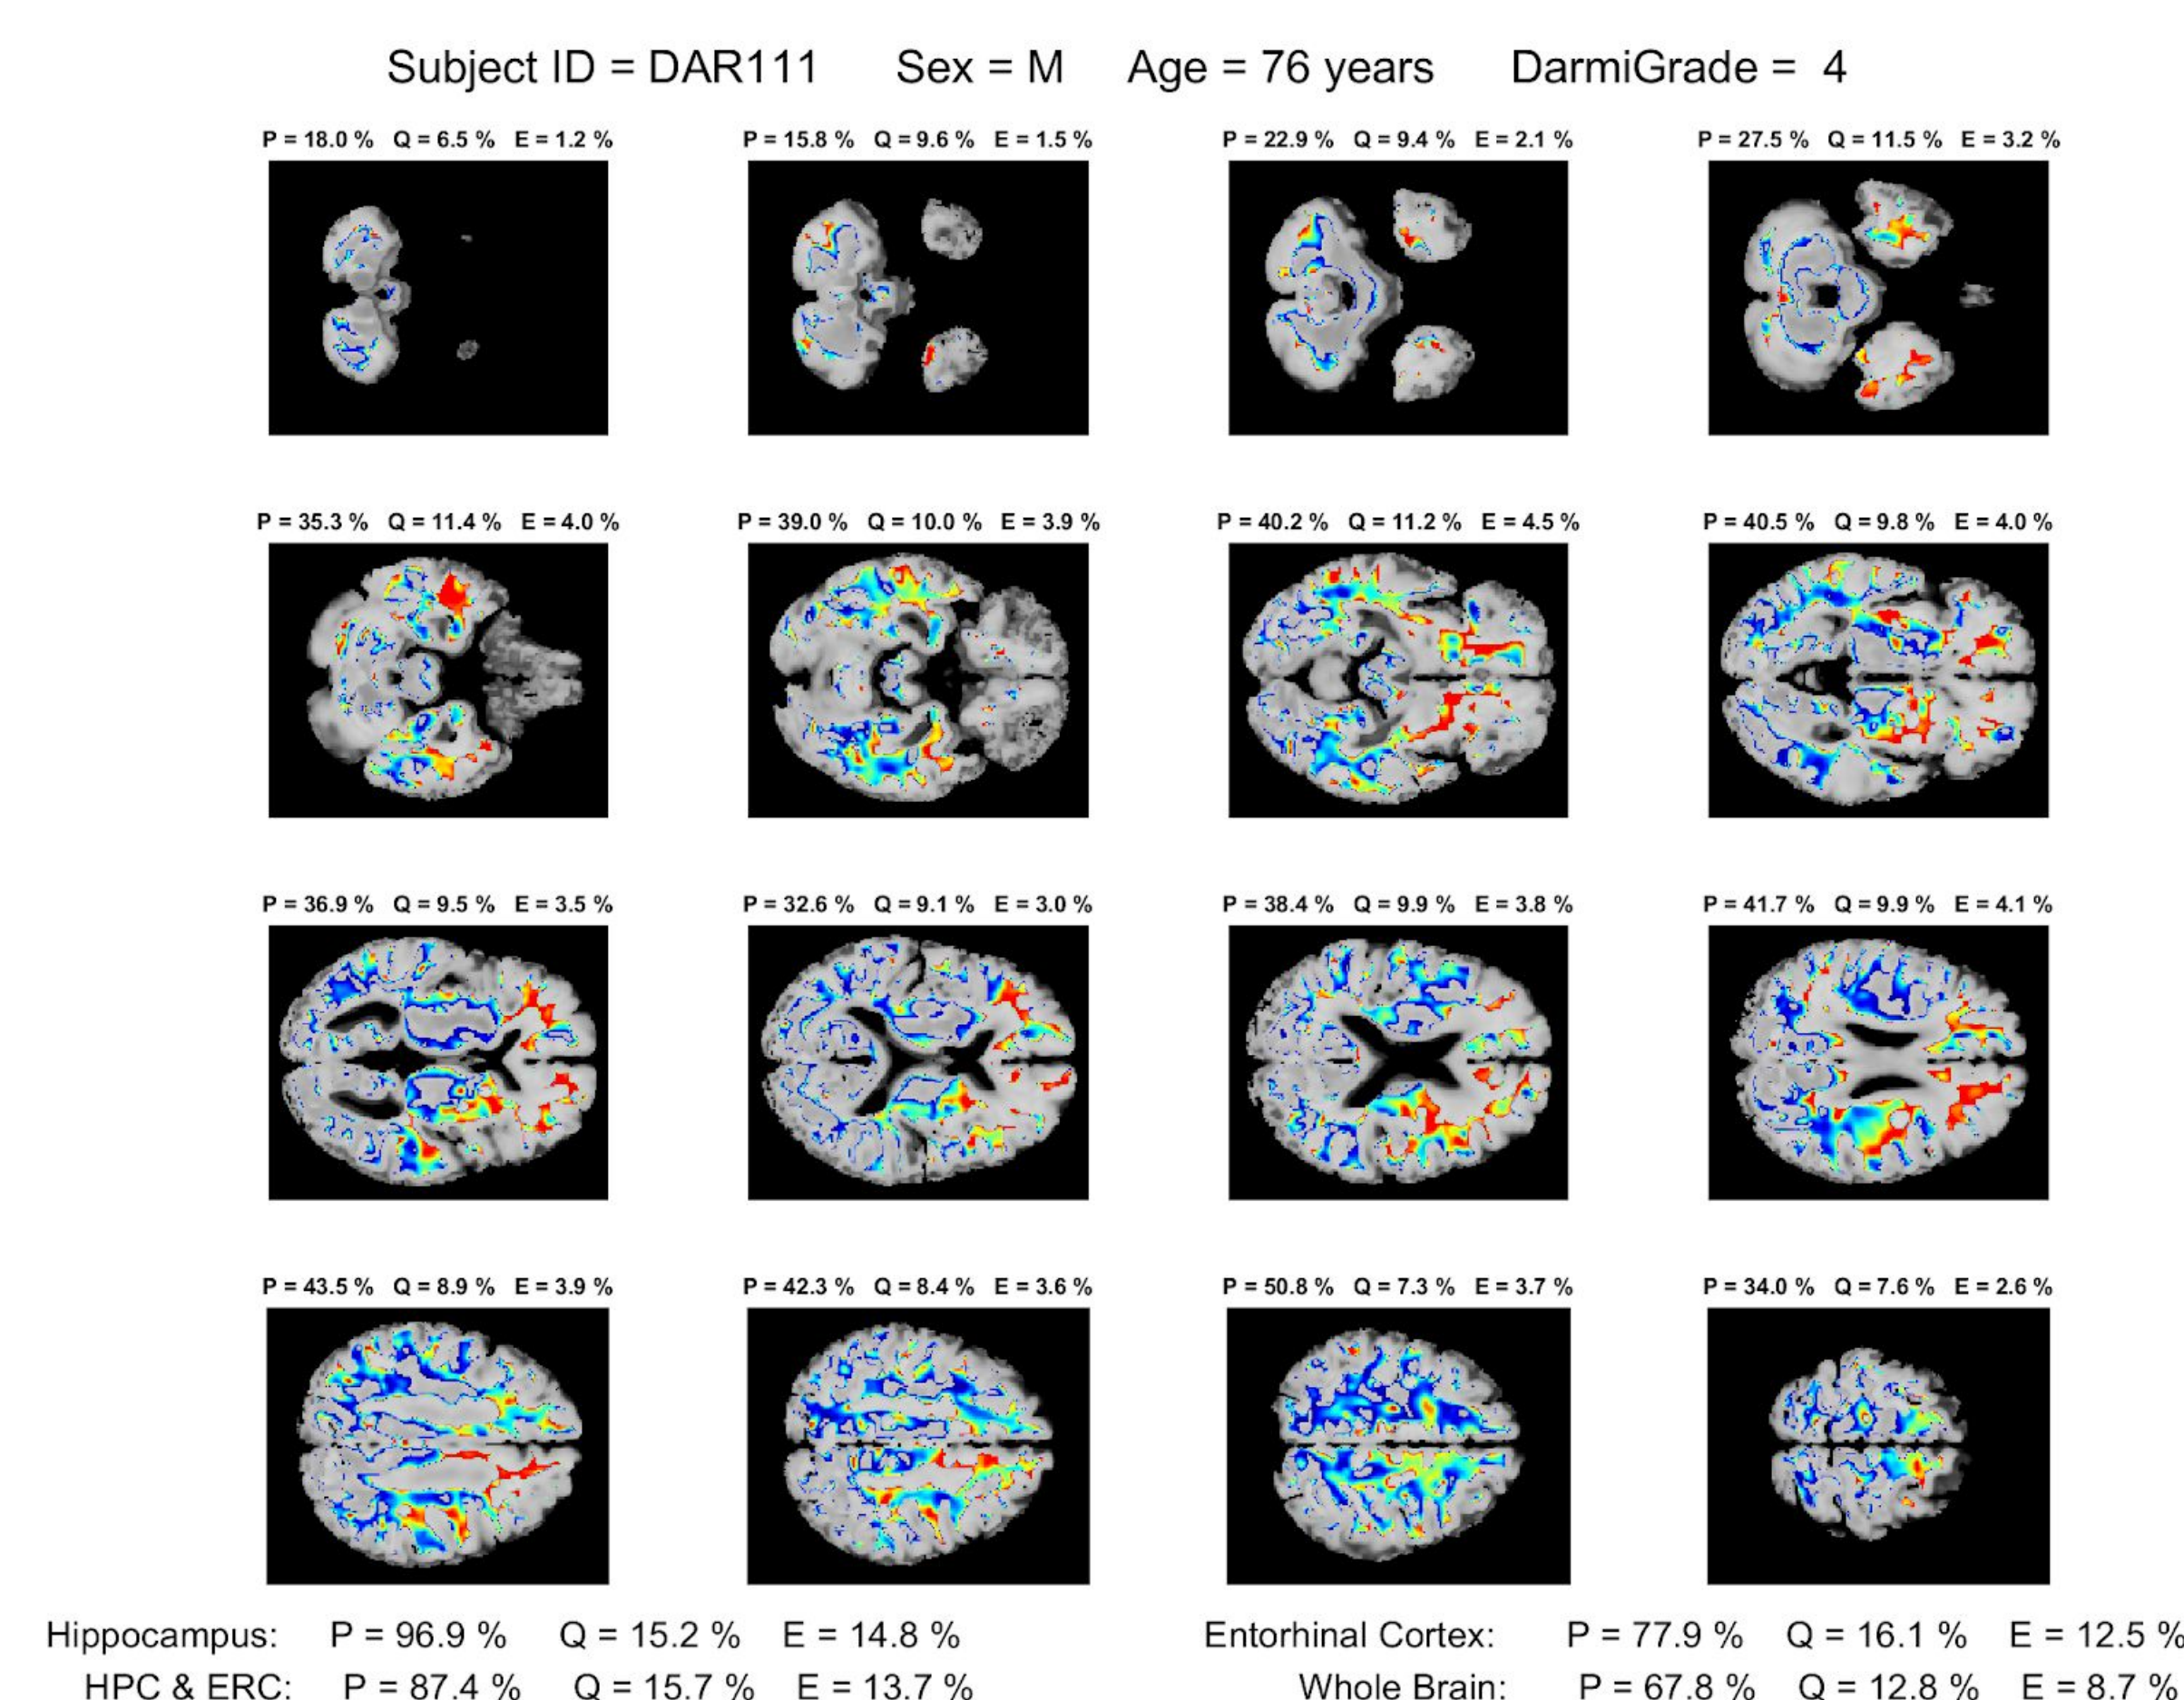 Subject ID = DAR111 Sex = M Age = 76 years DarmiGrade = 4
P = 18.0 % Q = 6.5 % E = 1.2 % P = 15.8 % Q = 9.6 % E = 1.5 % P = 22.9 % Q = 9.4 % E = 2.1 % P = 27.5 % Q = 11.5 % E = 3.2 %
P = 35.3 % Q = 11.4 % E = 4.0 % P = 39.0 % Q = 10.0 % E = 3.9 % P = 40.2 % Q = 11.2 % E = 4.5 % P = 40.5 % Q = 9.8 % E = 4.0 %
P = 36.9 % Q = 9.5 % E = 3.5 % P = 32.6 % Q = 9.1 % E = 3.0 % P = 38.4 % Q = 9.9 % E = 3.8 % P = 41.7 % Q = 9.9 % E = 4.1 %
P = 43.5 % Q = 8.9 % E = 3.9 % P = 42.3 % Q = 8.4 % E = 3.6 % P = 50.8 % Q = 7.3 % E = 3.7 % P = 34.0 % Q = 7.6 % E = 2.6 %
Hippocampus: P = 96.9 % Q = 15.2 % E = 14.8 % Entorhinal Cortex: P = 77.9 % Q = 16.1 % E = 12.5 %
HPC & ERC: P = 87.4 % Q = 15.7 % E = 13.7 % Whole Brain: P = 67.8 % Q = 12.8 % E = 8.7 %